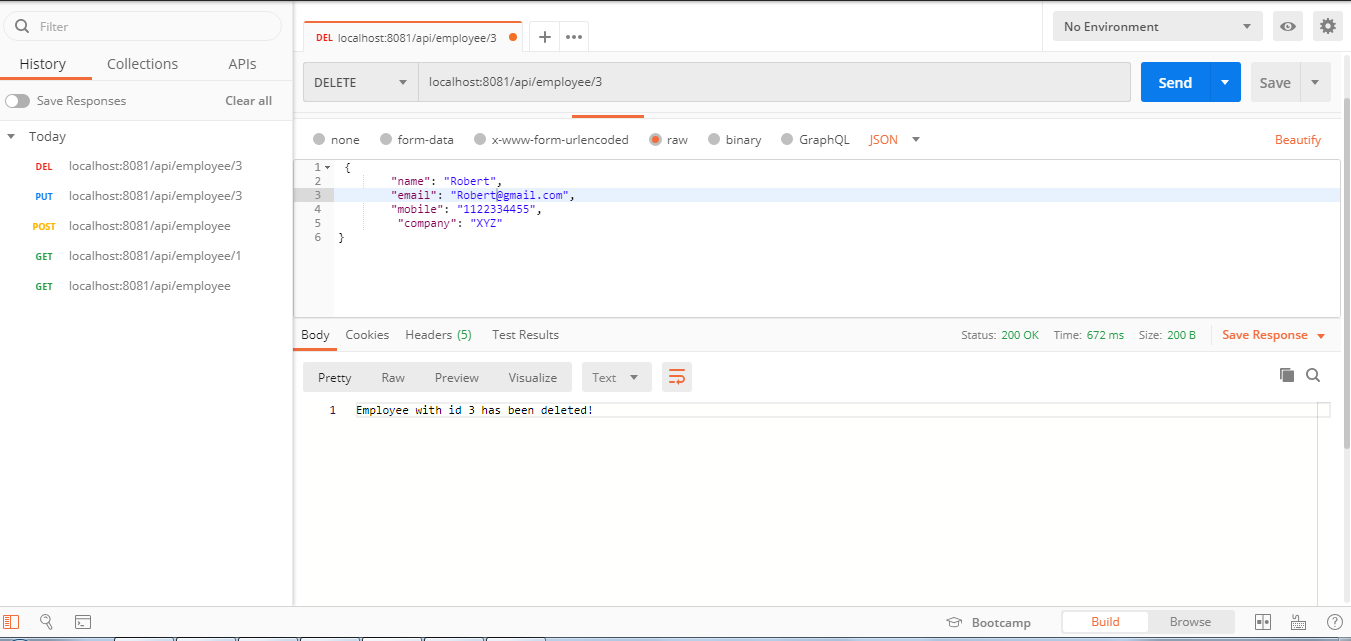 Filter
History Collections APIs
Save Responses Clear all
Today
DEL localhost:8081/api/employee/3
PUT localhost:8081/api/employee/3
POST localhost:8081/api/employee
GET localhost:8081/api/employee/1
GET localhost:8081/api/employee
DEL localhost:8081/api/employee/3
No Environment
DELETE localhost:8081/api/employee/3 Send Save
none form-data x-www-form-urlencoded raw binary GraphQL JSON Beautify
1 {
2 "name": "Robert",
3 "email": "Robert@gmail.com",
4 "mobile": "1122334455",
5 "company": "XYZ"
6 }
Body Cookies Headers (5) Test Results Status: 200 OK Time: 672 ms Size: 200 B Save Response
Pretty Raw Preview Visualize Text
1 Employee with id 3 has been deleted!
Bootcamp Build Browse